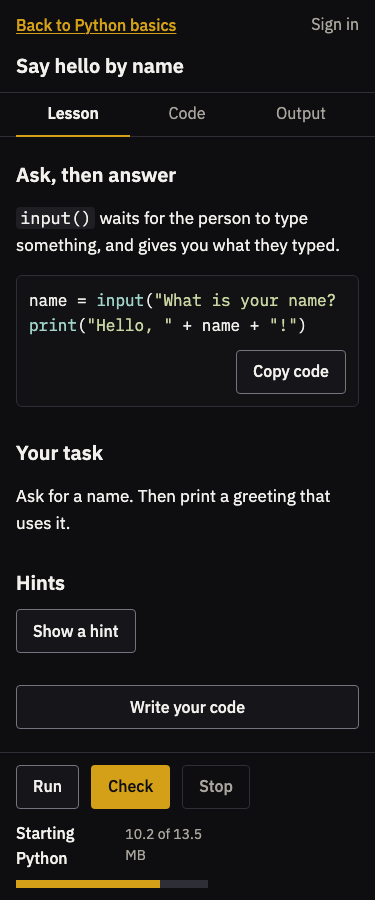 Back to Python basics
Sign in
Say hello by name
Lesson
Code
Output
Ask, then answer
input() waits for the person to type
something, and gives you what they typed.
name = input("What is your name?
print("Hello, " + name + "!")
Copy code
Your task
Ask for a name. Then print a greeting that
uses it.
Hints
Show a hint
Write your code
Run
Check
Stop
Starting
Python
10.2 of 13.5
MB